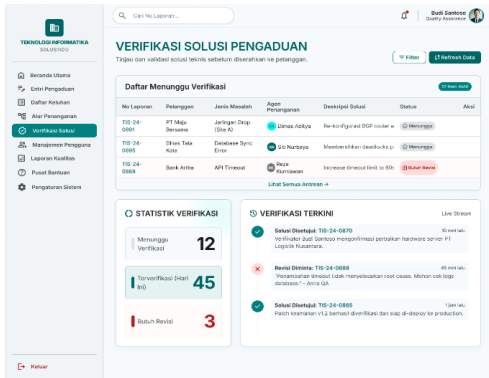 TEKNOLOGI INFORMATIKA
SOLUSINDO
Beranda Utama
Entri Pengaduan
Daftar Keluhan
Alur Penanganan
Verifikasi Solusi
Manajemen Pengguna
Laporan Kualitas
Pusat Bantuan
Pengaturan Sistem
Keluar
Cari No Laporan...
Budi Santoso
Quality Assurance
VERIFIKASI SOLUSI PENGADUAN
Tinjau dan validasi solusi teknis sebelum diserahkan ke pelanggan.
Filter
Refresh Data
Daftar Menunggu Verifikasi
No Laporan Pelanggan Jenis Masalah Agen Penanganan Deskripsi Solusi Status Aksi
TIS-24-0891 PT Maju Bersama Jaringan Drop (Site A) Dimas Aditya Re-konfigured BGP router e Menunggu
TIS-24-0895 Dinas Tata Kota Database Sync Error Siti Nurbaya Membersihkan deadlocks p Menunggu
TIS-24-0888 Bank Artha API Timeout Reza Kurniawan Increase timeout limit to 60s Butuh Revisi
Lihat Semua Antrean →
STATISTIK VERIFIKASI
Menunggu Verifikasi 12
Terverifikasi (Hari Ini) 45
Butuh Revisi 3
VERIFIKASI TERKINI
Live Stream
Solusi Disetujui: TIS-24-0870
10 menit lalu
Verifikator Budi Santoso mengonfirmasi perbaikan hardware server PT
Logistik Nusantara.
Revisi Diminta: TIS-24-0888
45 menit lalu
"Penambahan timeout tidak menyelesaikan root cause. Mohon cek logs
database." - Anita QA
Solusi Disetujui: TIS-24-0865
1 jam lalu
Patch keamanan v1.2 berhasil diverifikasi dan siap di-deploy ke production.